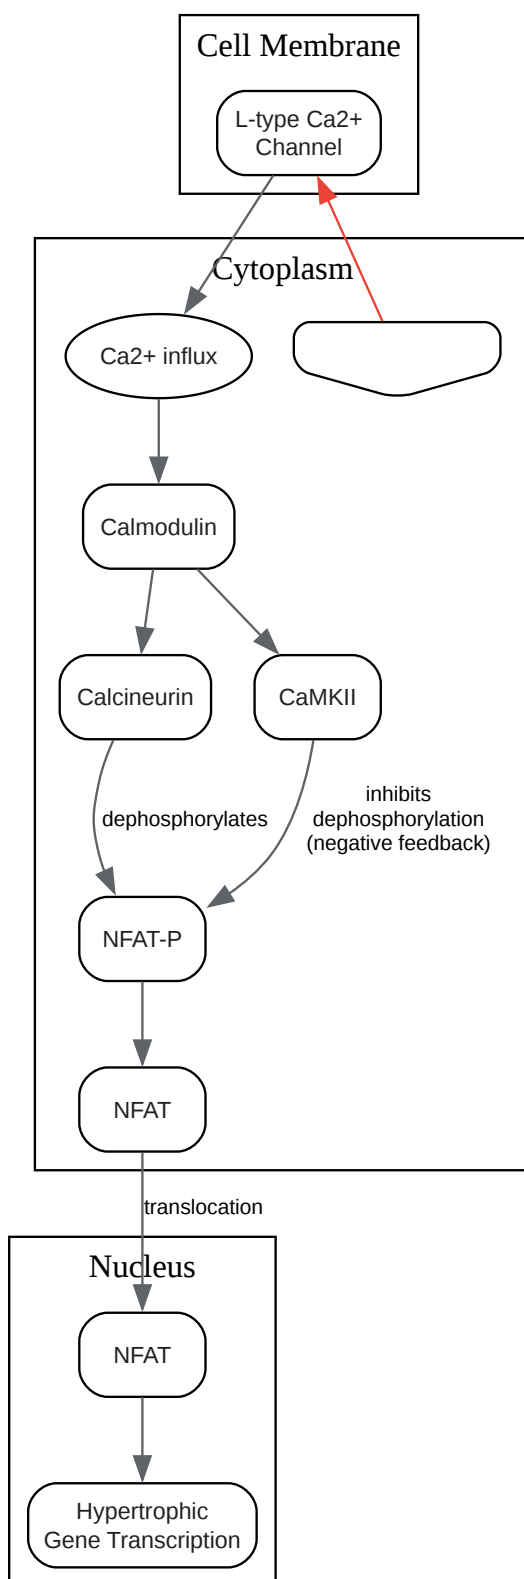 Cell Membrane
L-type Ca2+
Channel
Cytoplasm
Ca2+ influx
Calmodulin
Calcineurin
CaMKII
dephosphorylates
inhibits
dephosphorylation
(negative feedback)
NFAT-P
NFAT
translocation
Nucleus
NFAT
Hypertrophic
Gene Transcription